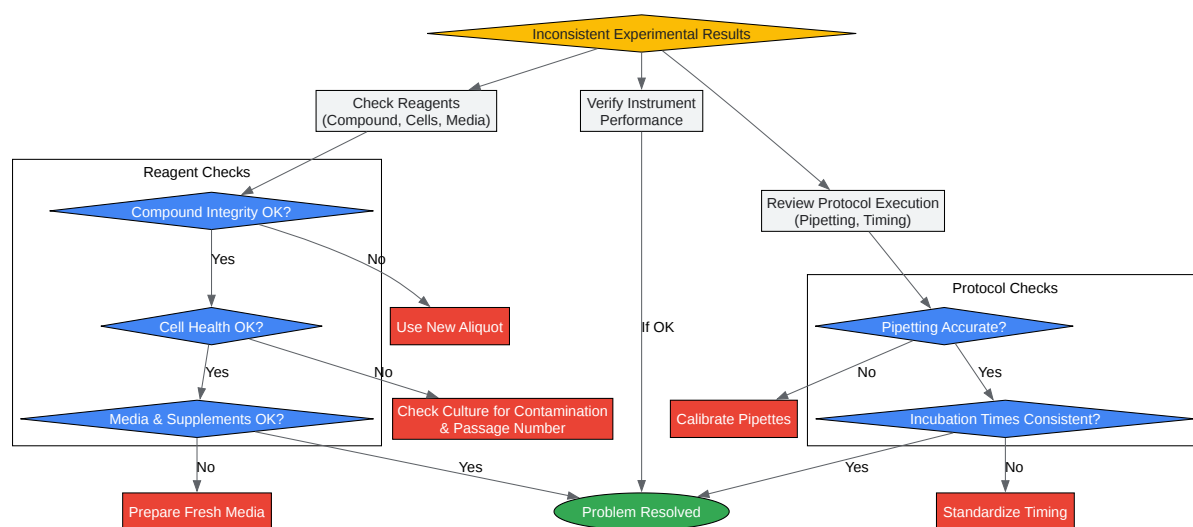 Inconsistent Experimental Results
Check Reagents
(Compound, Cells, Media)
Verify Instrument
Performance
Reagent Checks
Review Protocol Execution
(Pipetting, Timing)
Compound Integrity OK?
Yes
No
Protocol Checks
Cell Health OK?
Use New Aliquot
If OK
Pipetting Accurate?
Yes
No
No
Yes
Media & Supplements OK?
Check Culture for Contamination
& Passage Number
Calibrate Pipettes
Incubation Times Consistent?
No
Yes
Yes
No
Prepare Fresh Media
Problem Resolved
Standardize Timing